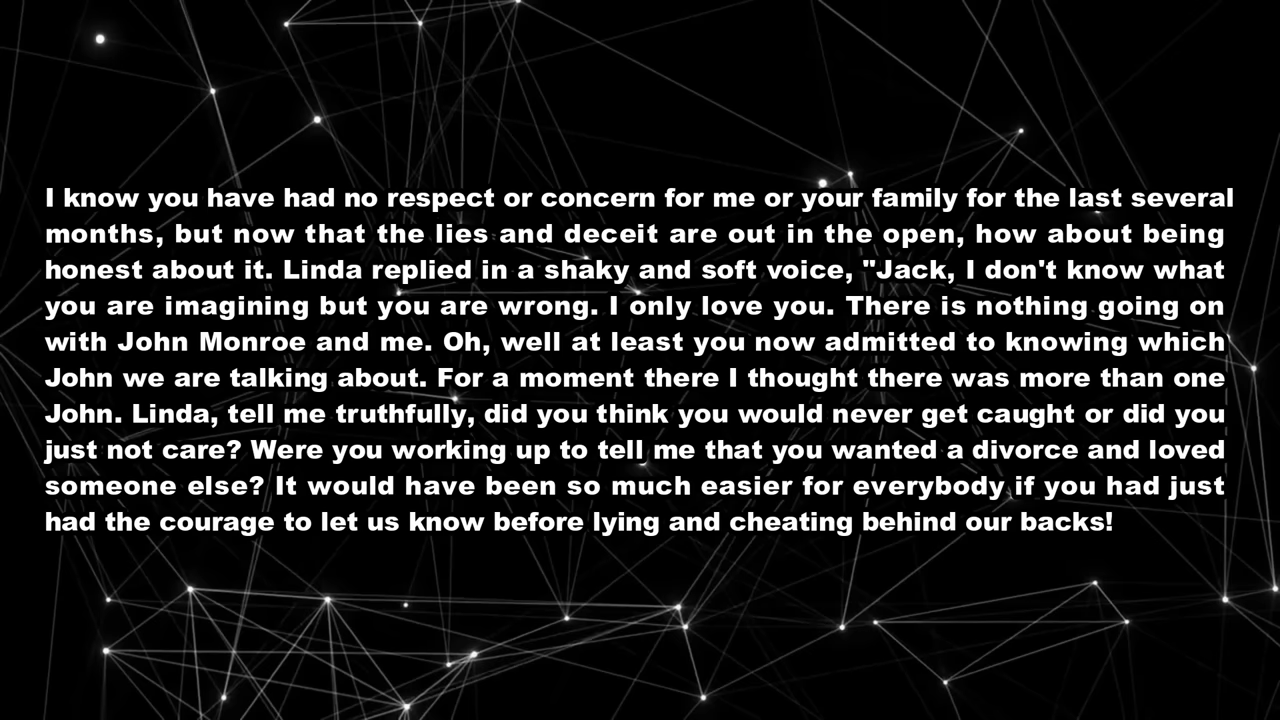 I know you have had no respect or concern for me or your family for the last several
months, but now that the lies and deceit are out in the open, how about being
honest about it. Linda replied in a shaky and soft voice, "Jack, I don't know what
you are imagining but you are wrong. I only love you. There is nothing going on
with John Monroe and me. Oh, well at least you now admitted to knowing which
John we are talking about. For a moment there I thought there was more than one
John. Linda, tell me truthfully, did you think you would never get caught or did you
just not care? Were you working up to tell me that you wanted a divorce and loved
someone else? It would have been so much easier for everybody if you had just
had the courage to let us know before lying and cheating behind our backs!